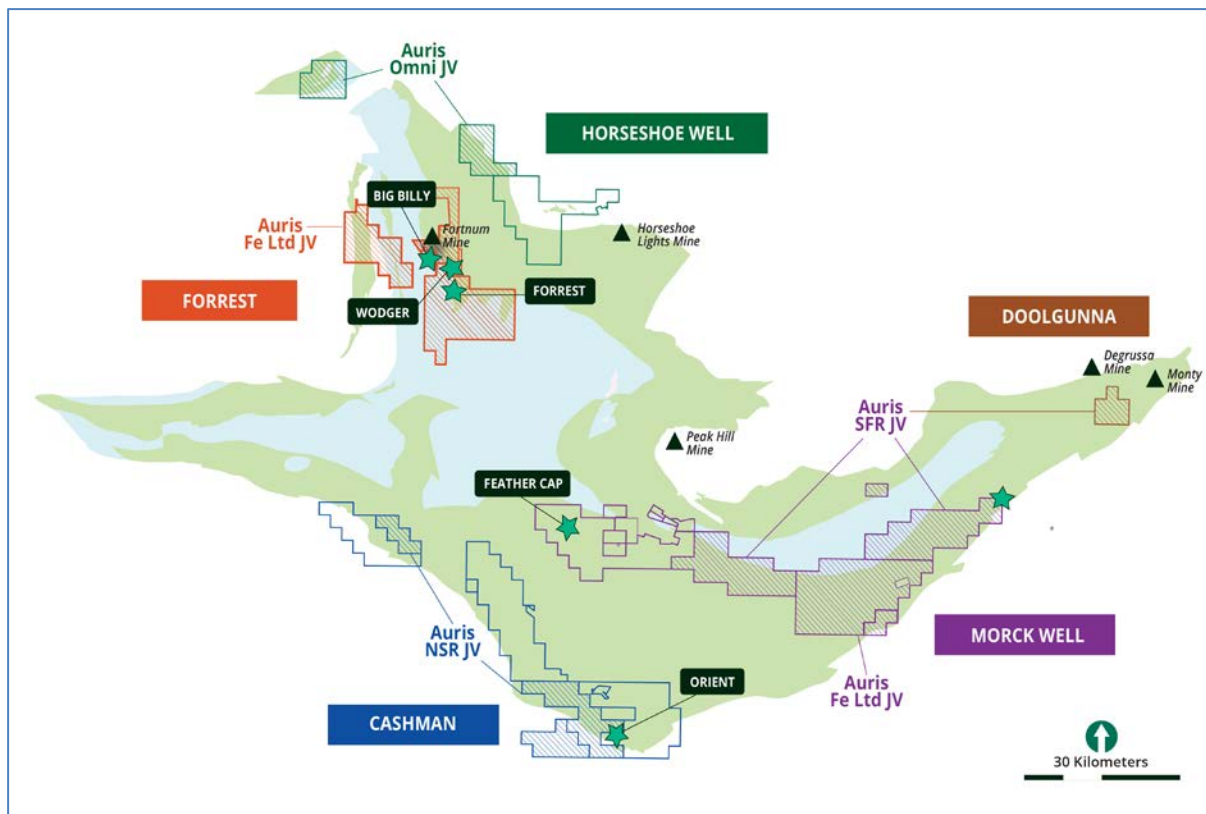 Auris
Omni JV
HORSESHOE WELL
BIG BILLY
Auris
Fe Ltd JV
Fortnum
Mine
Horseshoe
Lights Mine
FORREST
WODGER
FORREST
DOOLGUNNA
Degrussa
Mine
Monty
Mine
Auris
SFR JV
Peak Hill
Mine
FEATHER CAP
Auris
NSR JV
MORCK WELL
ORIENT
Auris
Fe Ltd JV
CASHMAN
30 Kilometers